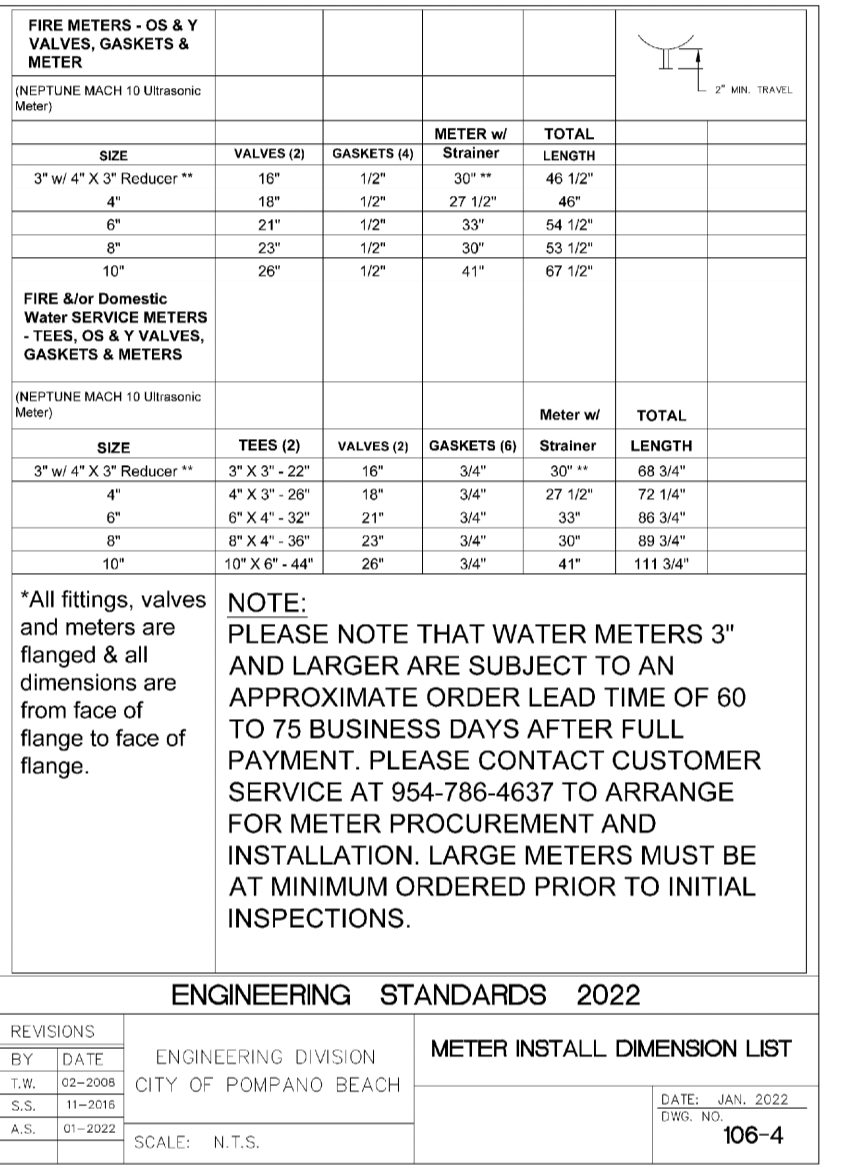 FIRE METERS - OS & Y
VALVES, GASKETS &
METER
2" MIN. TRAVEL
(NEPTUNE MACH 10 Ultrasonic
Meter)
METER w/ TOTAL
SIZE VALVES (2) GASKETS (4) Strainer LENGTH
3" w/ 4" X 3" Reducer ** 16" 1/2" 30" ** 46 1/2"
4" 18" 1/2" 27 1/2" 46"
6" 21" 1/2" 33" 54 1/2"
8" 23" 1/2" 30" 53 1/2"
10" 26" 1/2" 41" 67 1/2"
FIRE &/or Domestic
Water SERVICE METERS
- TEES, OS & Y VALVES,
GASKETS & METERS
(NEPTUNE MACH 10 Ultrasonic
Meter)
Meter w/ TOTAL
SIZE TEES (2) VALVES (2) GASKETS (6) Strainer LENGTH
3" w/ 4" X 3" Reducer ** 3" X 3" - 22" 16" 3/4" 30" ** 68 3/4"
4" 4" X 3" - 26" 18" 3/4" 27 1/2" 72 1/4"
6" 6" X 4" - 32" 21" 3/4" 33" 86 3/4"
8" 8" X 4" - 36" 23" 3/4" 30" 89 3/4"
10" 10" X 6" - 44" 26" 3/4" 41" 111 3/4"
*All fittings, valves
and meters are
flanged & all
dimensions are
from face of
flange to face of
flange.
NOTE:
PLEASE NOTE THAT WATER METERS 3"
AND LARGER ARE SUBJECT TO AN
APPROXIMATE ORDER LEAD TIME OF 60
TO 75 BUSINESS DAYS AFTER FULL
PAYMENT. PLEASE CONTACT CUSTOMER
SERVICE AT 954-786-4637 TO ARRANGE
FOR METER PROCUREMENT AND
INSTALLATION. LARGE METERS MUST BE
AT MINIMUM ORDERED PRIOR TO INITIAL
INSPECTIONS.
ENGINEERING STANDARDS 2022
REVISIONS
BY DATE
T.W. 02-2008
S.S. 11-2016
A.S. 01-2022
ENGINEERING DIVISION
CITY OF POMPANO BEACH
SCALE: N.T.S.
METER INSTALL DIMENSION LIST
DATE: JAN. 2022
DWG. NO.
106-4